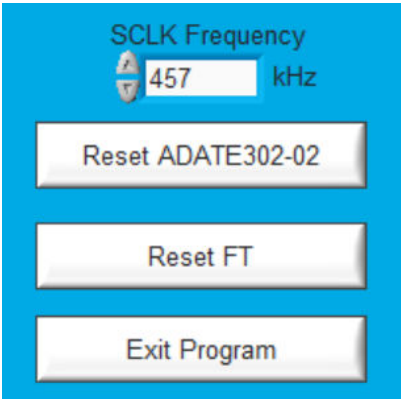 SCLK Frequency
457 kHz
Reset ADATE302-02
Reset FT
Exit Program